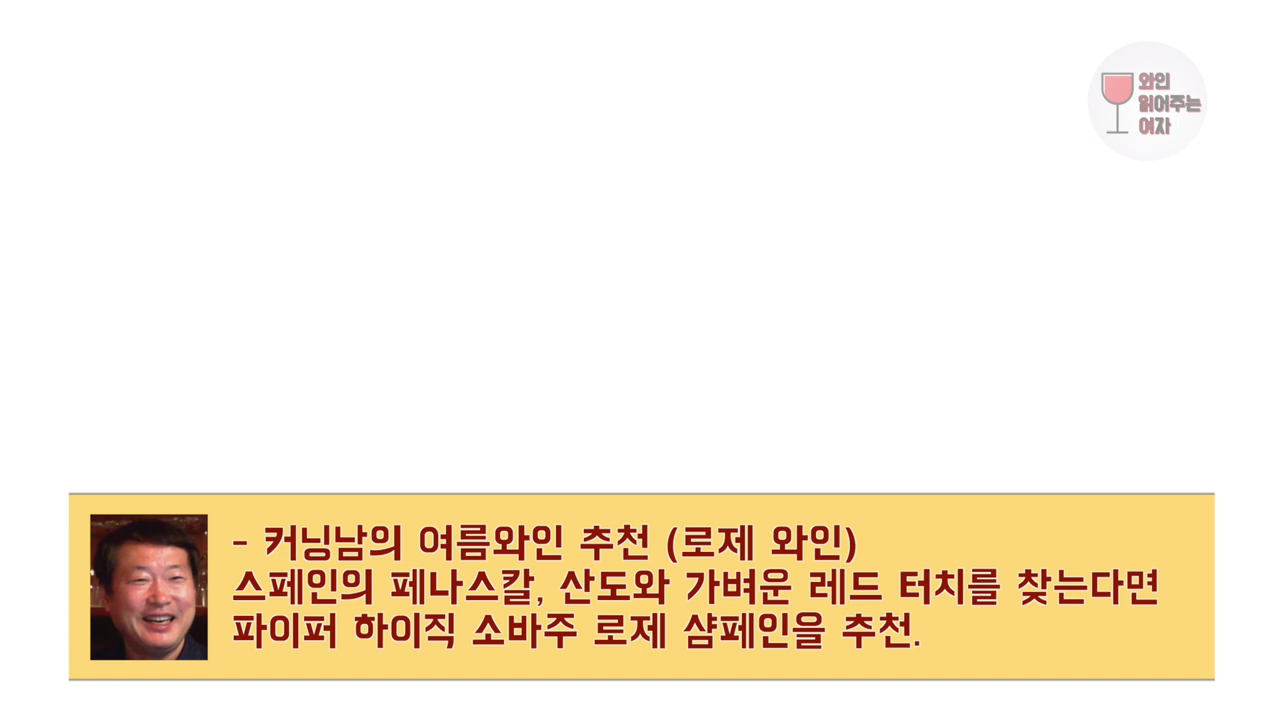 와인
읽어주는
여자
- 커닝남의 여름와인 추천 (로제 와인)
스페인의 페나스칼, 산도와 가벼운 레드 터치를 찾는다면
파이퍼 하이직 소바주 로제 샴페인을 추천.